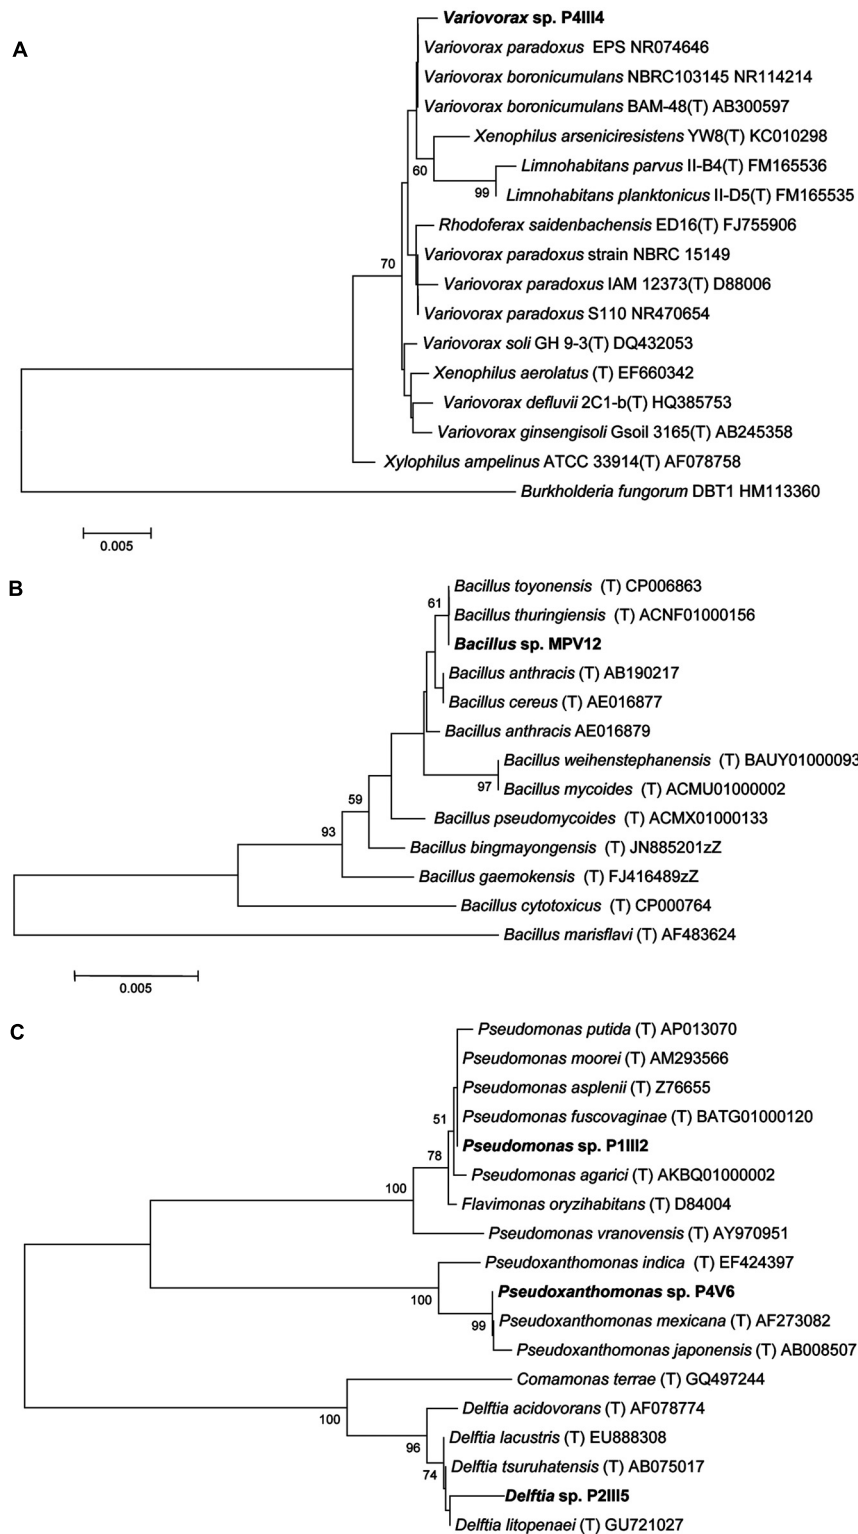 A
Variovorax sp. P4III4
Variovorax paradoxus EPS NR074646
Variovorax boronicumulans NBRC103145 NR114214
Variovorax boronicumulans BAM-48(T) AB300597
Xenophilus arseniciresistens YW8(T) KC010298
60
Limnohabitans parvus II-B4(T) FM165536
99
Limnohabitans planktonicus II-D5(T) FM165535
Rhodoferax saidenbachensis ED16(T) FJ755906
Variovorax paradoxus strain NBRC 15149
70
Variovorax paradoxus IAM 12373(T) D88006
Variovorax paradoxus S110 NR470654
Variovorax soli GH 9-3(T) DQ432053
Xenophilus aerolatus (T) EF660342
Variovorax defluvii 2C1-b(T) HQ385753
Variovorax ginsengisoli Gsoil 3165(T) AB245358
Xylophilus ampelinus ATCC 33914(T) AF078758
Burkholderia fungorum DBT1 HM113360
0.005
B
Bacillus toyonensis (T) CP006863
61
Bacillus thuringiensis (T) ACNF01000156
Bacillus sp. MPV12
Bacillus anthracis (T) AB190217
Bacillus cereus (T) AE016877
Bacillus anthracis AE016879
Bacillus weihenstephanensis (T) BAUY01000093
97
Bacillus mycoides (T) ACMU01000002
59
Bacillus pseudomycoides (T) ACMX01000133
93
Bacillus bingmayongensis (T) JN885201zZ
Bacillus gaemokensis (T) FJ416489zZ
Bacillus cytotoxicus (T) CP000764
Bacillus marisflavi (T) AF483624
0.005
C
Pseudomonas putida (T) AP013070
Pseudomonas moorei (T) AM293566
Pseudomonas asplenii (T) Z76655
51
Pseudomonas fuscovaginae (T) BATG01000120
Pseudomonas sp. P1III2
78
Pseudomonas agarici (T) AKBQ01000002
100
Flavimonas oryzihabitans (T) D84004
Pseudomonas vranovensis (T) AY970951
Pseudoxanthomonas indica (T) EF424397
100
Pseudoxanthomonas sp. P4V6
99
Pseudoxanthomonas mexicana (T) AF273082
Pseudoxanthomonas japonensis (T) AB008507
Comamonas terrae (T) GQ497244
100
Delftia acidovorans (T) AF078774
96
Delftia lacustris (T) EU888308
74
Delftia tsuruhatensis (T) AB075017
Delftia sp. P2III5
Delftia litopenaei (T) GU721027